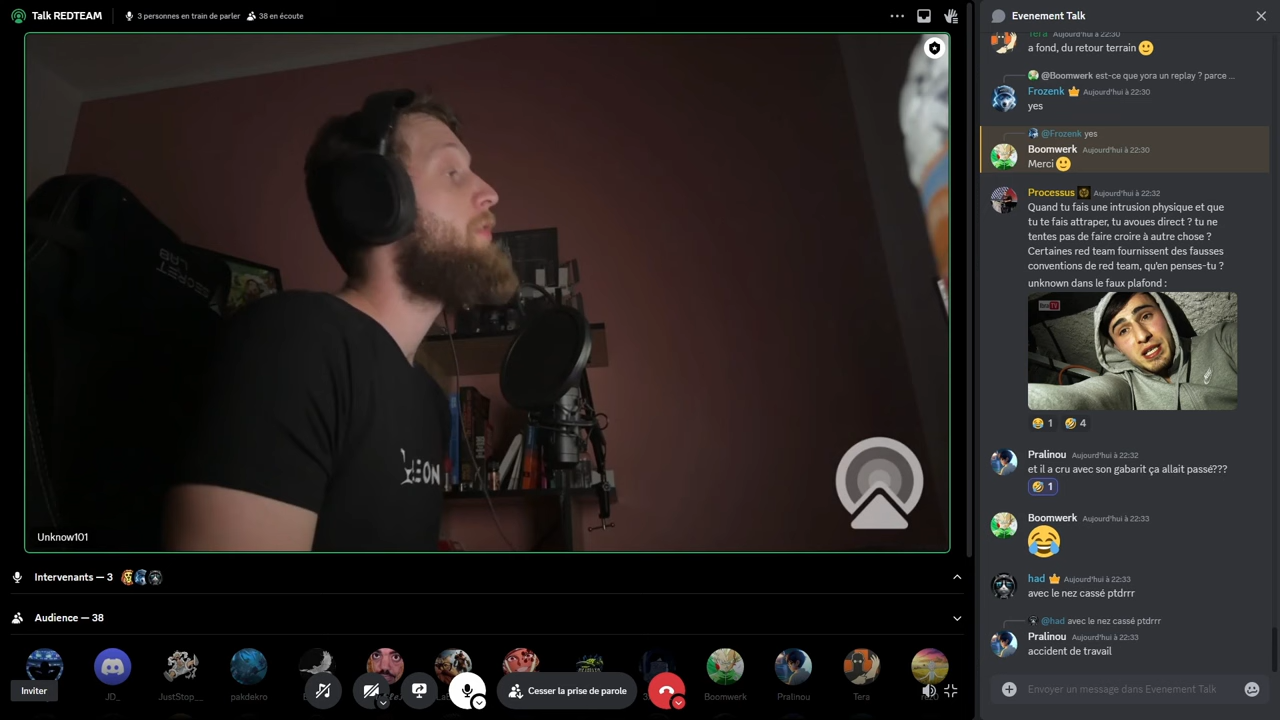 Talk REDTEAM
3 personnes en train de parler
38 en écoute
Unknow101
Intervenants — 3
Audience — 38
JD_
JustStop__
pakdekro
Boomwerk
Pralinou
Tera
Inviter
Cesser la prise de parole
Evenement Talk
Tera Aujourd'hui à 22:30
a fond, du retour terrain
@Boomwerk est-ce que yora un replay ? parce ...
Frozenk Aujourd'hui à 22:30
yes
@Frozenk yes
Boomwerk Aujourd'hui à 22:30
Merci
Processus Aujourd'hui à 22:32
Quand tu fais une intrusion physique et que
tu te fais attraper, tu avoues direct ? tu ne
tentes pas de faire croire à autre chose ?
Certaines red team fournissent des fausses
conventions de red team, qu'en penses-tu ?
unknown dans le faux plafond :
1
4
Pralinou Aujourd'hui à 22:32
et il a cru avec son gabarit ça allait passé???
1
Boomwerk Aujourd'hui à 22:33
had Aujourd'hui à 22:33
avec le nez cassé ptdrrr
@had avec le nez cassé ptdrrr
Pralinou Aujourd'hui à 22:33
accident de travail
Envoyer un message dans Evenement Talk